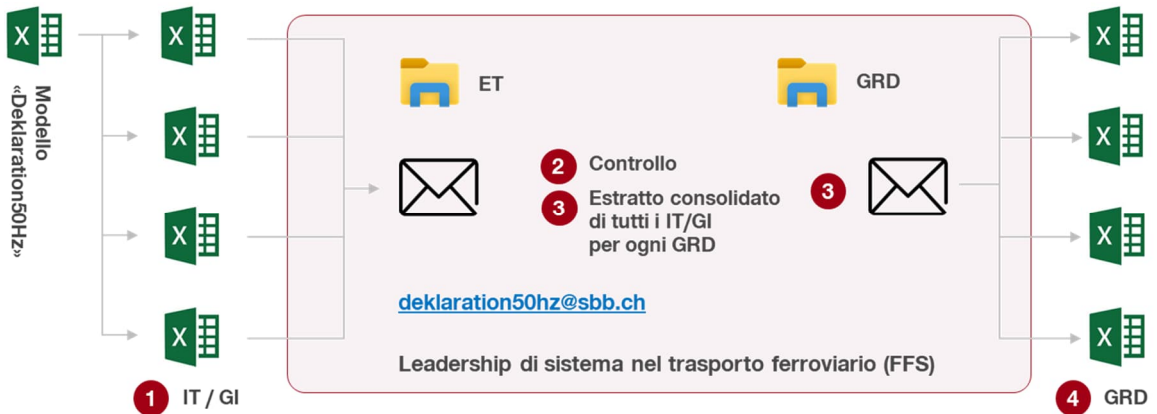 Modello
«Deklaration50Hz»
ET
GRD
2 Controllo
3 Estratto consolidato
di tutti i IT/GI
per ogni GRD
3
deklaration50hz@sbb.ch
Leadership di sistema nel trasporto ferroviario (FFS)
1 IT / GI
4 GRD